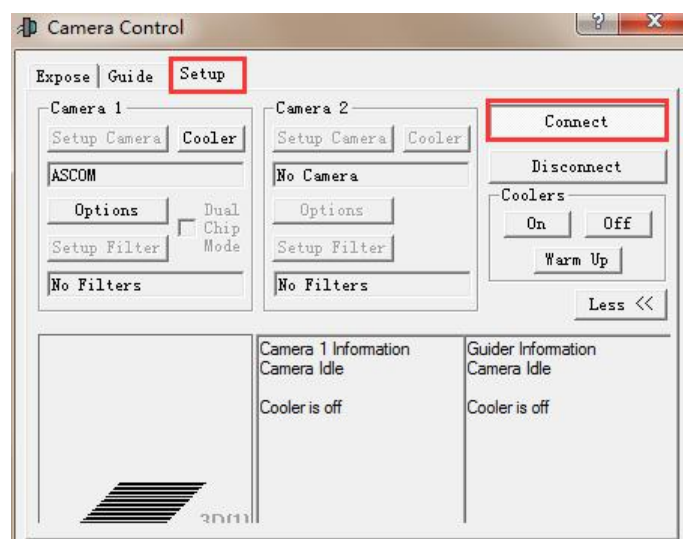 Camera Control
Expose Guide Setup
Camera 1
Setup Camera Cooler
ASCOM
Options
Dual
Chip
Mode
Setup Filter
No Filters
Camera 2
Setup Camera Cooler
No Camera
Options
Setup Filter
No Filters
Connect
Disconnect
Coolers
On Off
Warm Up
Less <<
Camera 1 Information
Camera Idle
Cooler is off
Guider Information
Camera Idle
Cooler is off